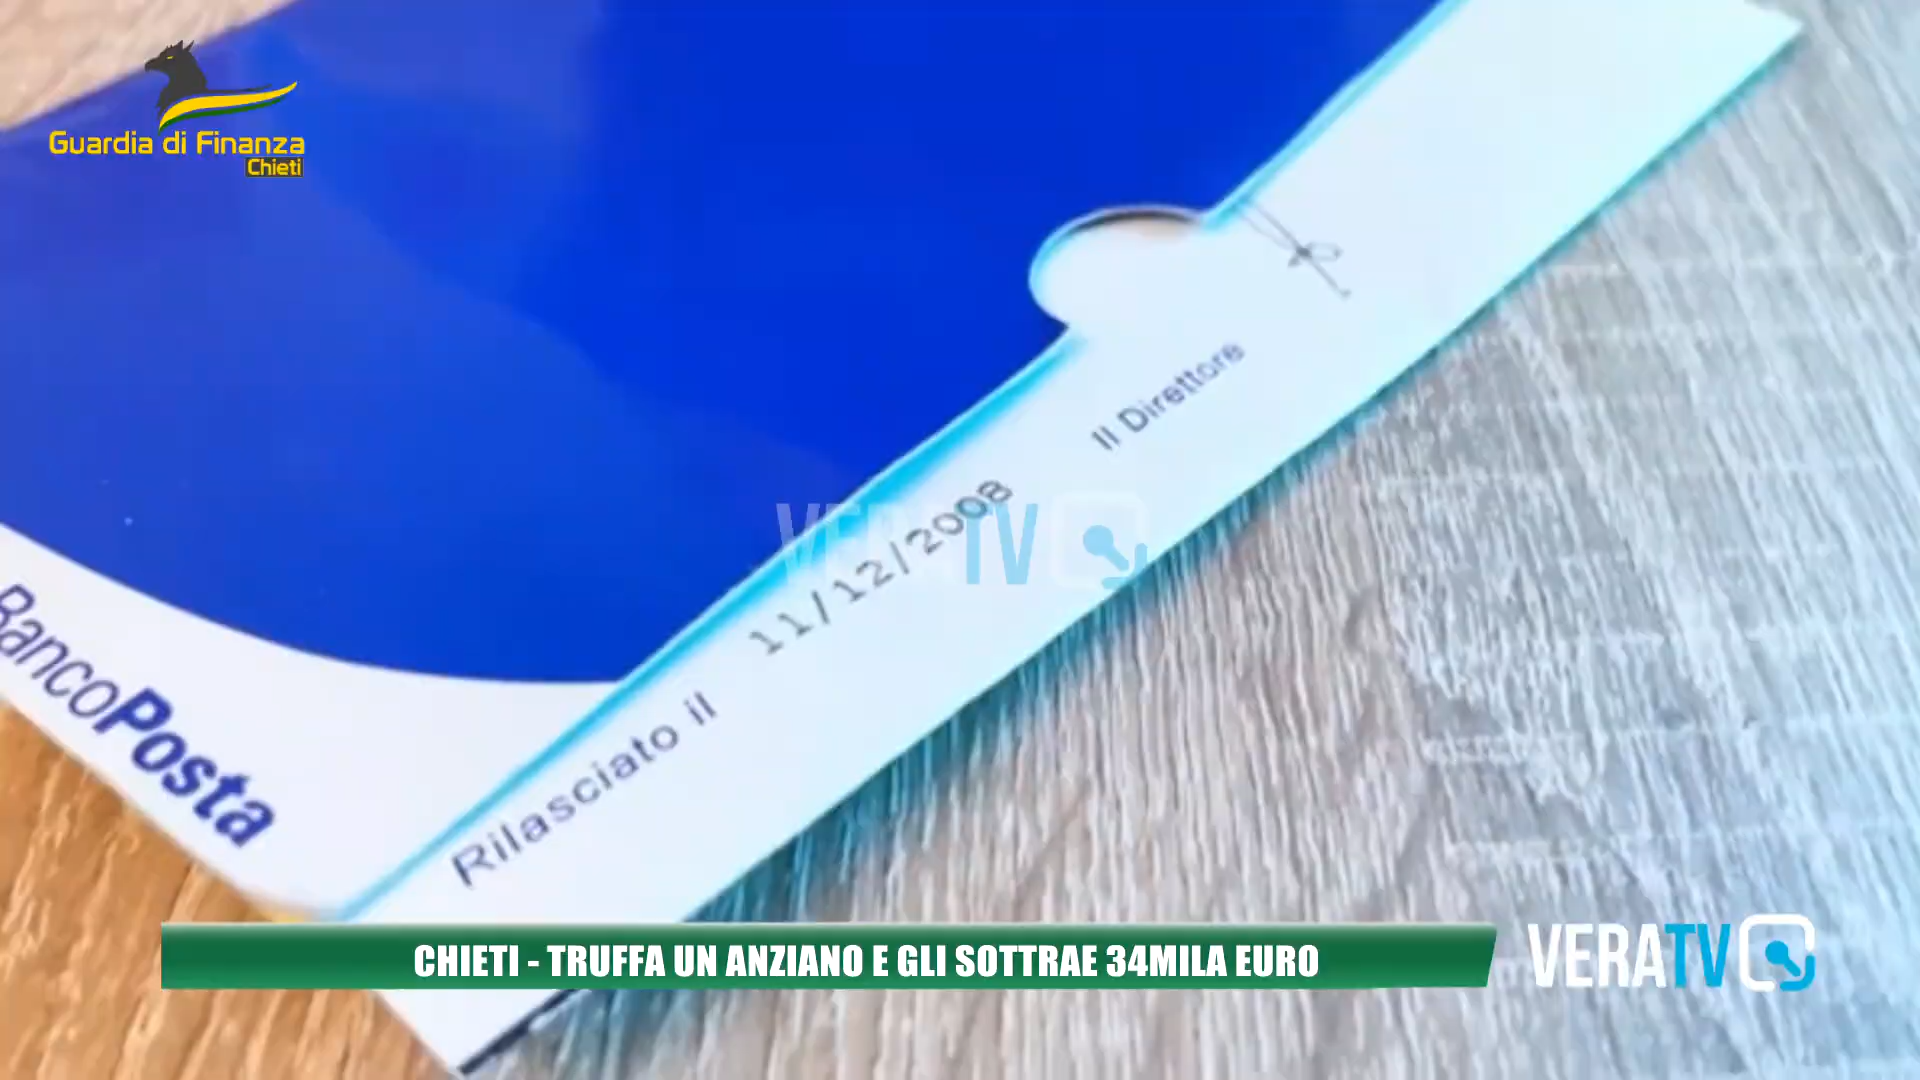 Guardia di Finanza
Chieti
Il Direttore
VERATV
Rilasciato il 11/12/2008
BancoPosta
CHIETI - TRUFFA UN ANZIANO E GLI SOTTRAE 34MILA EURO
VERATV